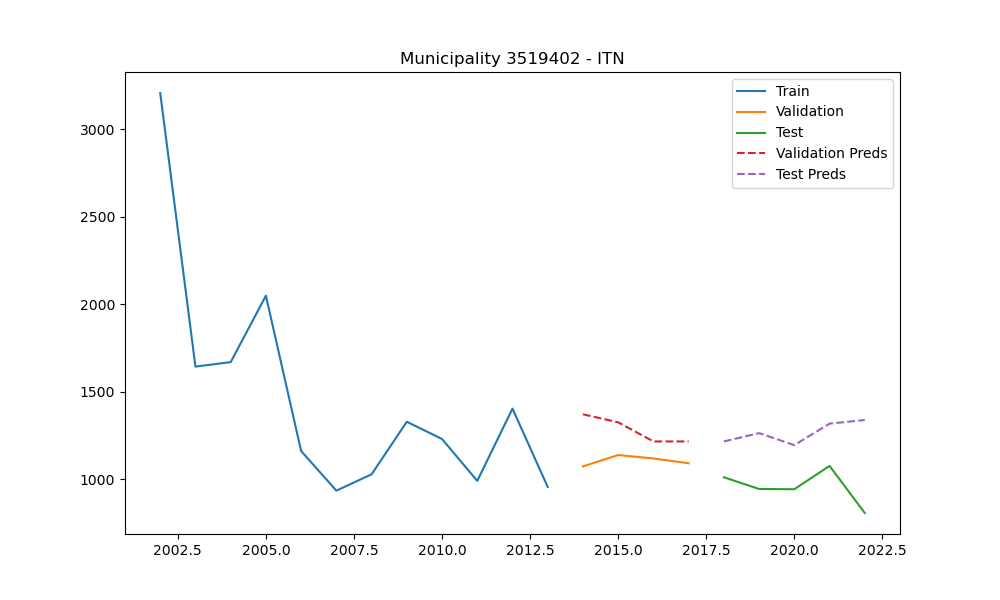 Municipality 3519402 - ITN
Train
Validation
Test
Validation Preds
Test Preds
3000
2500
2000
1500
1000
2002.5 2005.0 2007.5 2010.0 2012.5 2015.0 2017.5 2020.0 2022.5